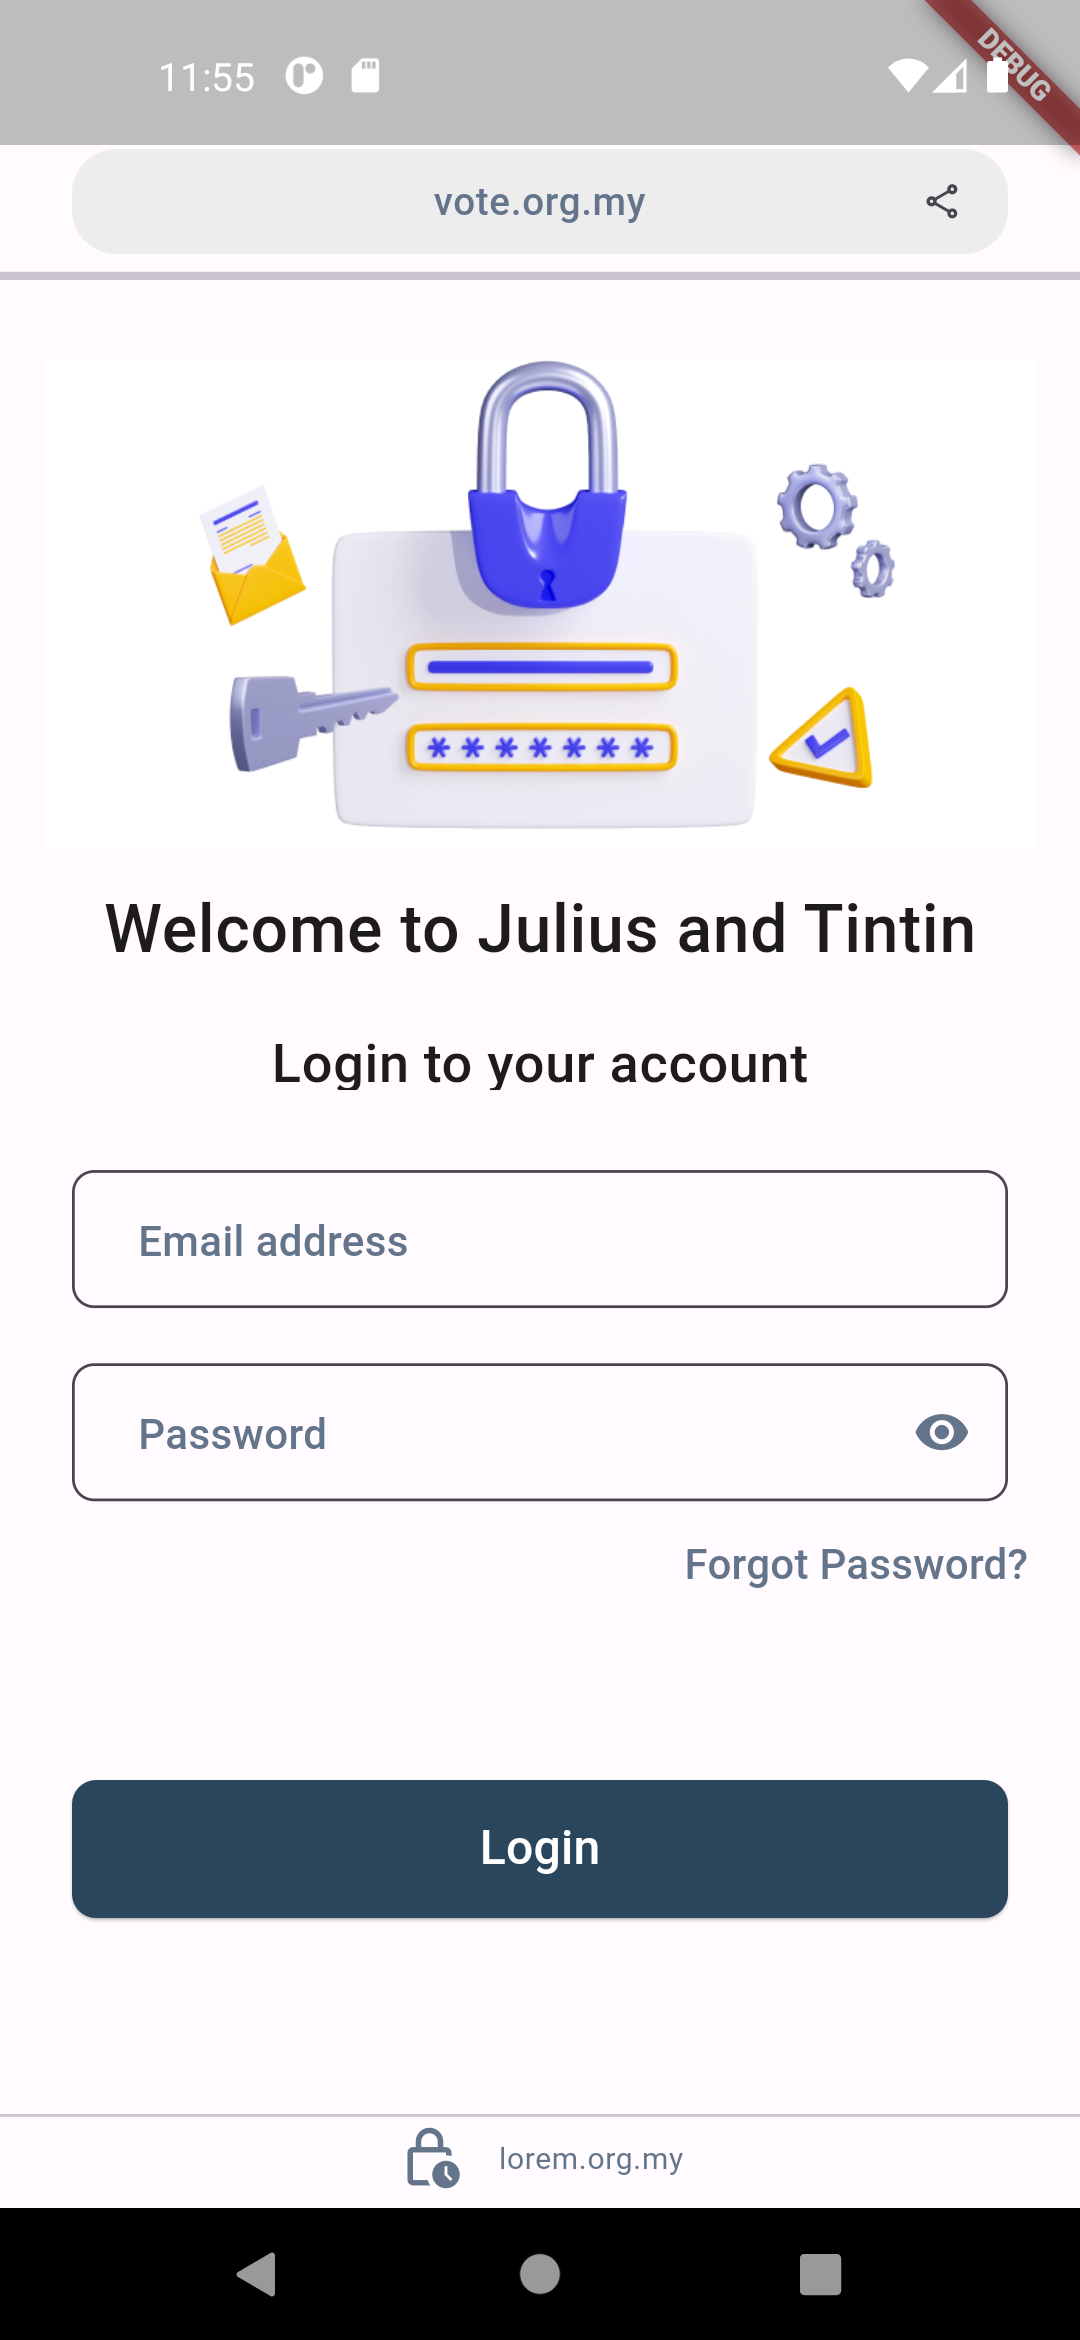 11:55
DEBUG
vote.org.my
*******
Welcome to Julius and Tintin
Login to your account
Email address
Password
Forgot Password?
Login
lorem.org.my